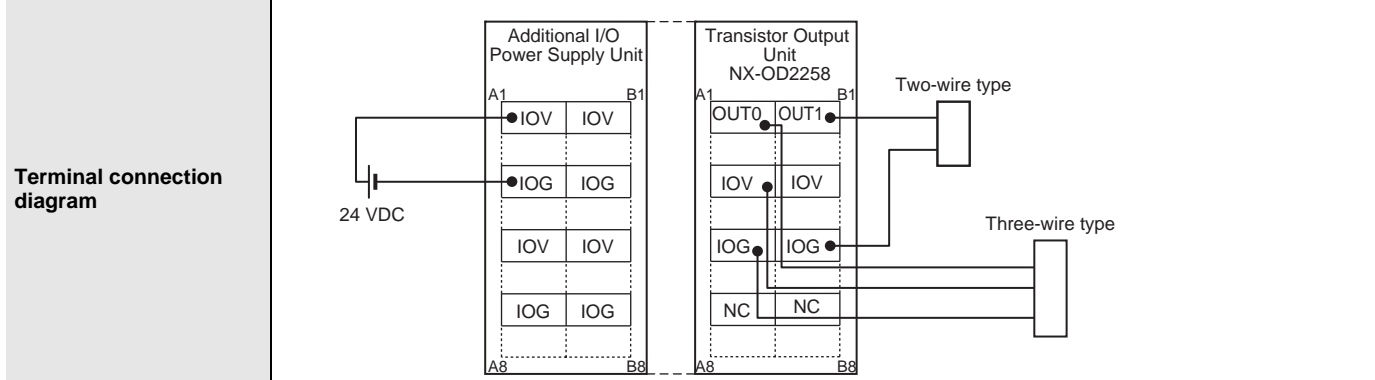 Terminal connection
diagram
Additional I/O
Power Supply Unit
A1 B1
IOV IOV
IOG IOG
IOV IOV
IOG IOG
A8 B8
24 VDC
Transistor Output
Unit
NX-OD2258
A1 B1
OUT0 OUT1
IOV IOV
IOG IOG
NC NC
A8 B8
Two-wire type
Three-wire type